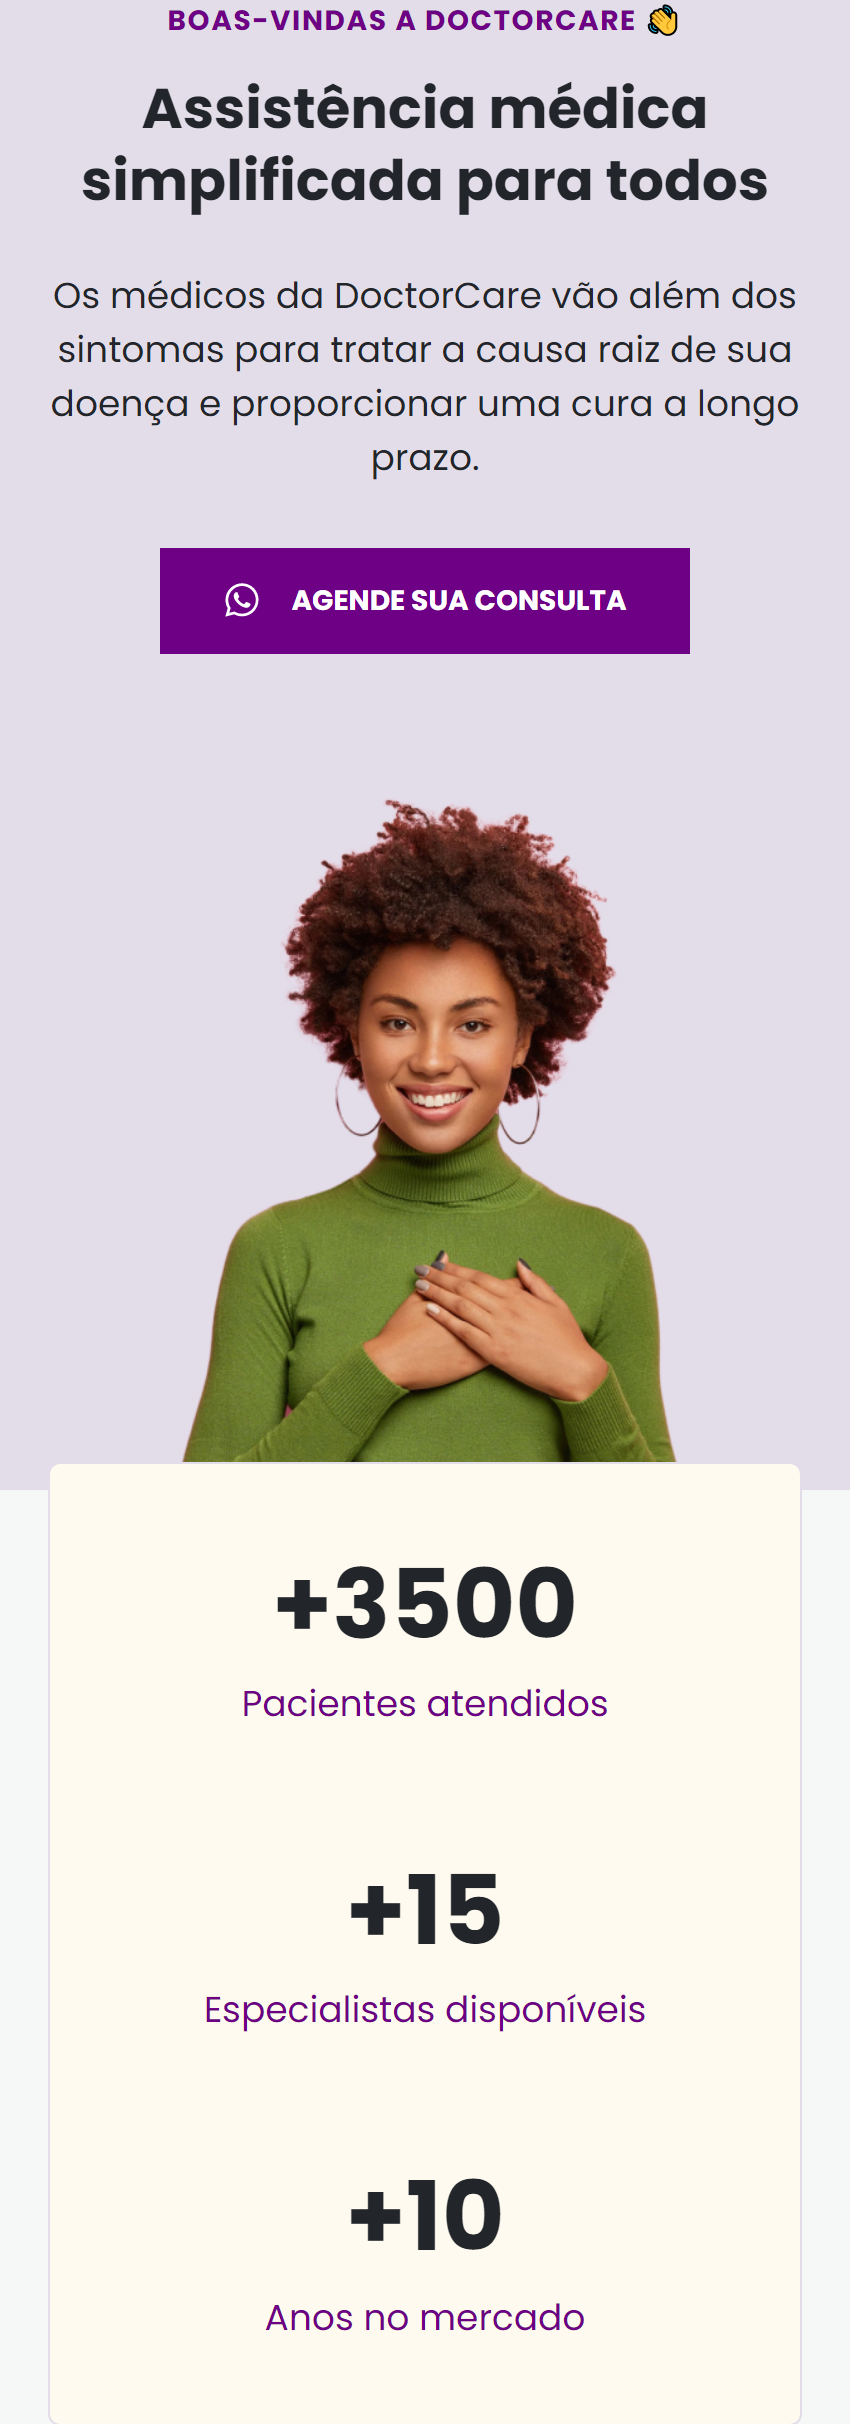 BOAS-VINDAS A DOCTORCARE 👋
Assistência médica
simplificada para todos
Os médicos da DoctorCare vão além dos
sintomas para tratar a causa raiz de sua
doença e proporcionar uma cura a longo
prazo.
AGENDE SUA CONSULTA
+3500
Pacientes atendidos
+15
Especialistas disponíveis
+10
Anos no mercado